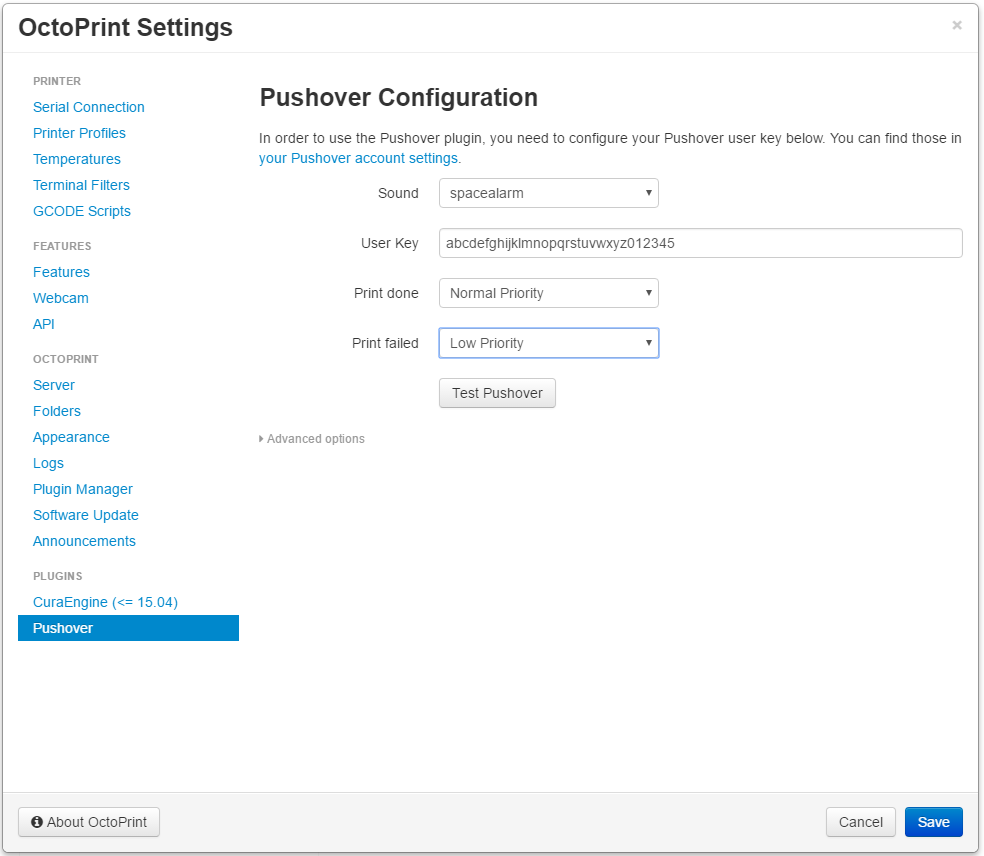 OctoPrint Settings
×
PRINTER
Serial Connection
Printer Profiles
Temperatures
Terminal Filters
GCODE Scripts
FEATURES
Features
Webcam
API
OCTOPRINT
Server
Folders
Appearance
Logs
Plugin Manager
Software Update
Announcements
PLUGINS
CuraEngine (<= 15.04)
Pushover
Pushover Configuration
In order to use the Pushover plugin, you need to configure your Pushover user key below. You can find those in
your Pushover account settings.
Sound spacealarm
User Key abcdefghijklmnopqrstuvwxyz012345
Print done Normal Priority
Print failed Low Priority
Test Pushover
Advanced options
About OctoPrint
Cancel Save